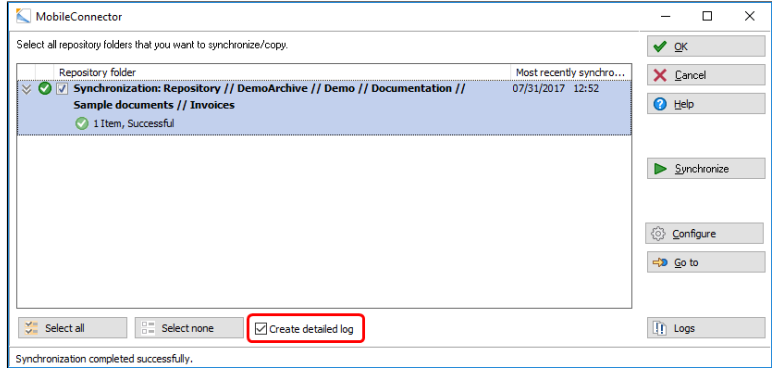 MobileConnector
Select all repository folders that you want to synchronize/copy.
OK
Repository folder
Most recently synchro...
Cancel
Synchronization: Repository // DemoArchive // Demo // Documentation //
07/31/2017 12:52
Sample documents // Invoices
Help
1 Item, Successful
Synchronize
Configure
Go to
Select all
Select none
Create detailed log
Logs
Synchronization completed successfully.